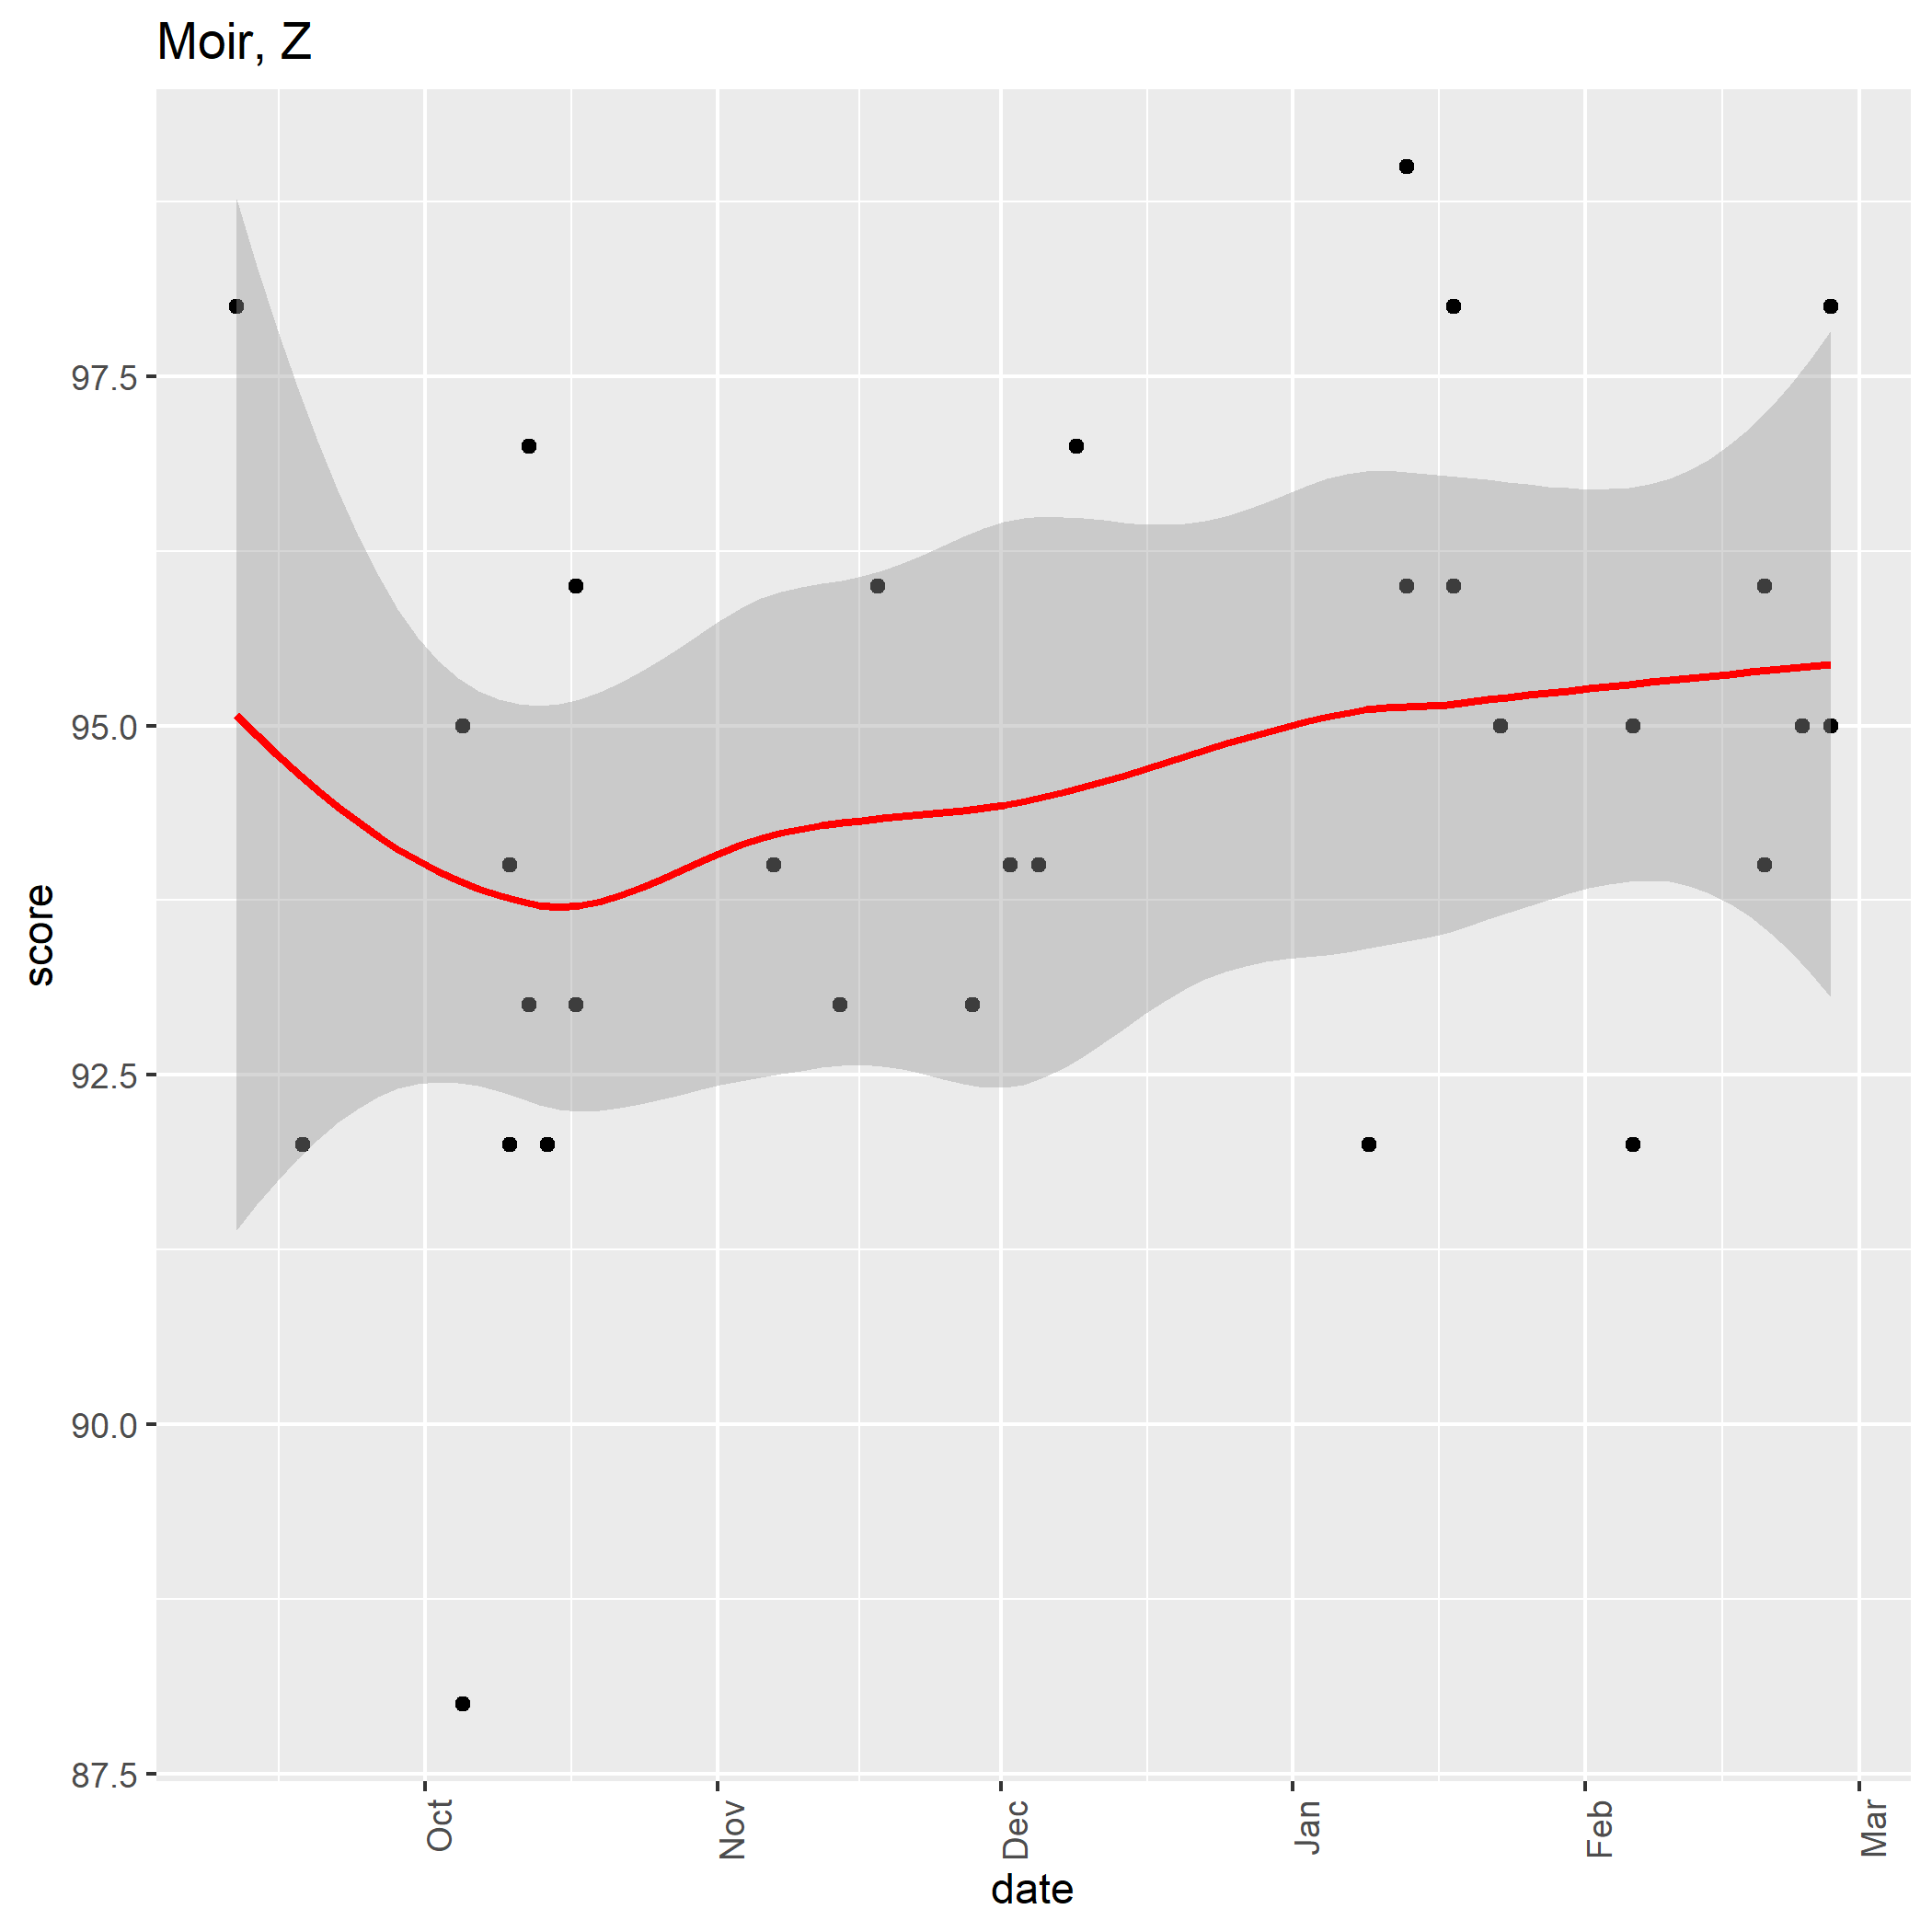 Moir, Z
97.5
95.0
92.5
90.0
87.5
score
Oct
Nov
Dec
Jan
Feb
Mar
date